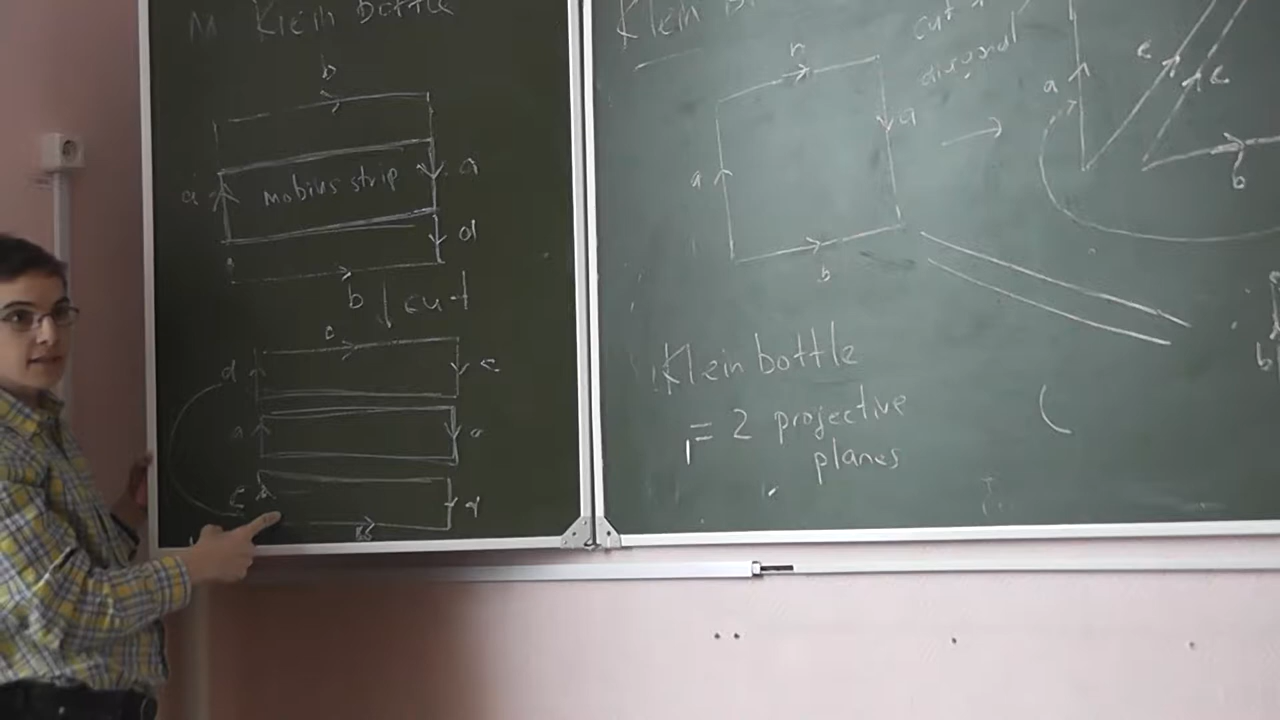 M Klein bottle
b
a
mobius strip
a
d
b
cut
d
c
a
a
c
d
Klein
cut
diagonal
a
a
b
a
c
c
b
Klein bottle
= 2 projective
planes
b